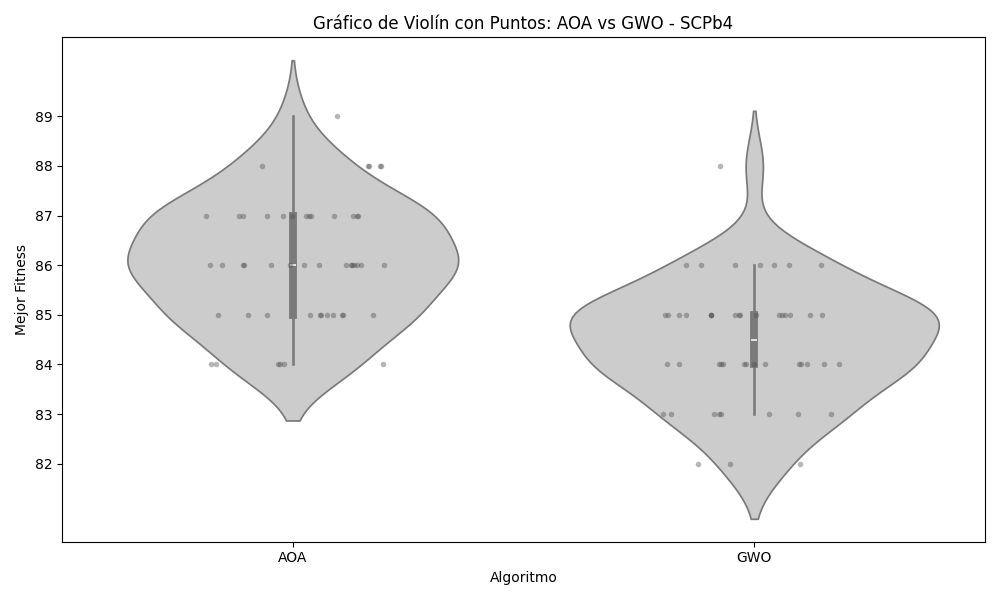 Gráfico de Violín con Puntos: AOA vs GWO - SCPb4
Mejor Fitness
89
88
87
86
85
84
83
82
AOA
GWO
Algoritmo